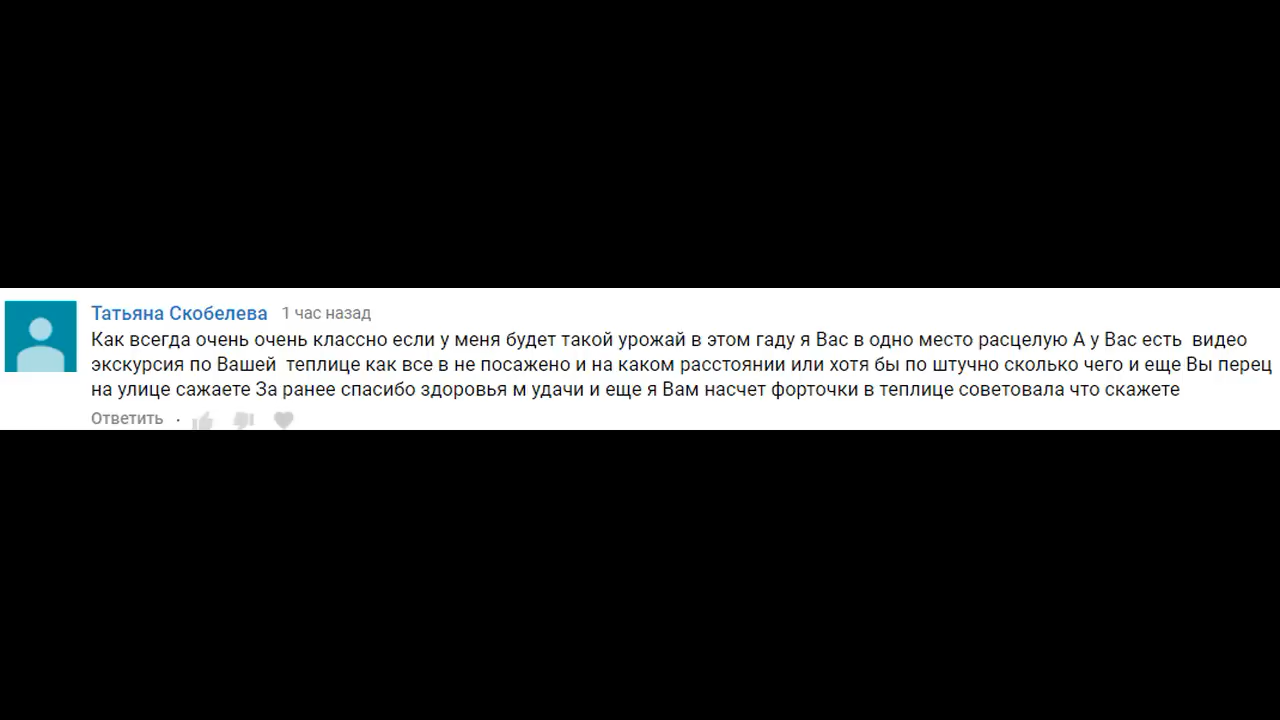 Татьяна Скобелева 1 час назад
Как всегда очень очень классно если у меня будет такой урожай в этом гаду я Вас в одно место расцелую А у Вас есть  видео
экскурсия по Вашей  теплице как все в не посажено и на каком расстоянии или хотя бы по штучно сколько чего и еще Вы перец
на улице сажаете За ранее спасибо здоровья м удачи и еще я Вам насчет форточки в теплице советовала что скажете
Ответить ·